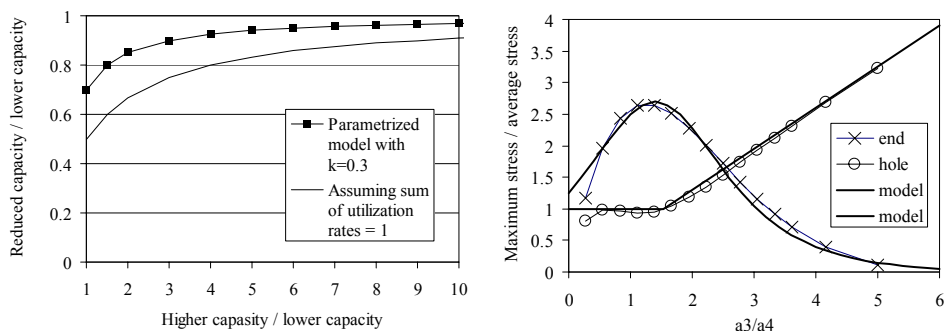 Reduced capacity / lower capacity
1
0.8
0.6
0.4
0.2
0
Parametrized
model with
k=0.3
Assuming sum
of utilization
rates = 1
1 2 3 4 5 6 7 8 9 10
Higher capasity / lower capacity
Maximum stress / average stress
4
3.5
3
2.5
2
1.5
1
0.5
0
end
hole
model
model
0 1 2 3 4 5 6
a3/a4